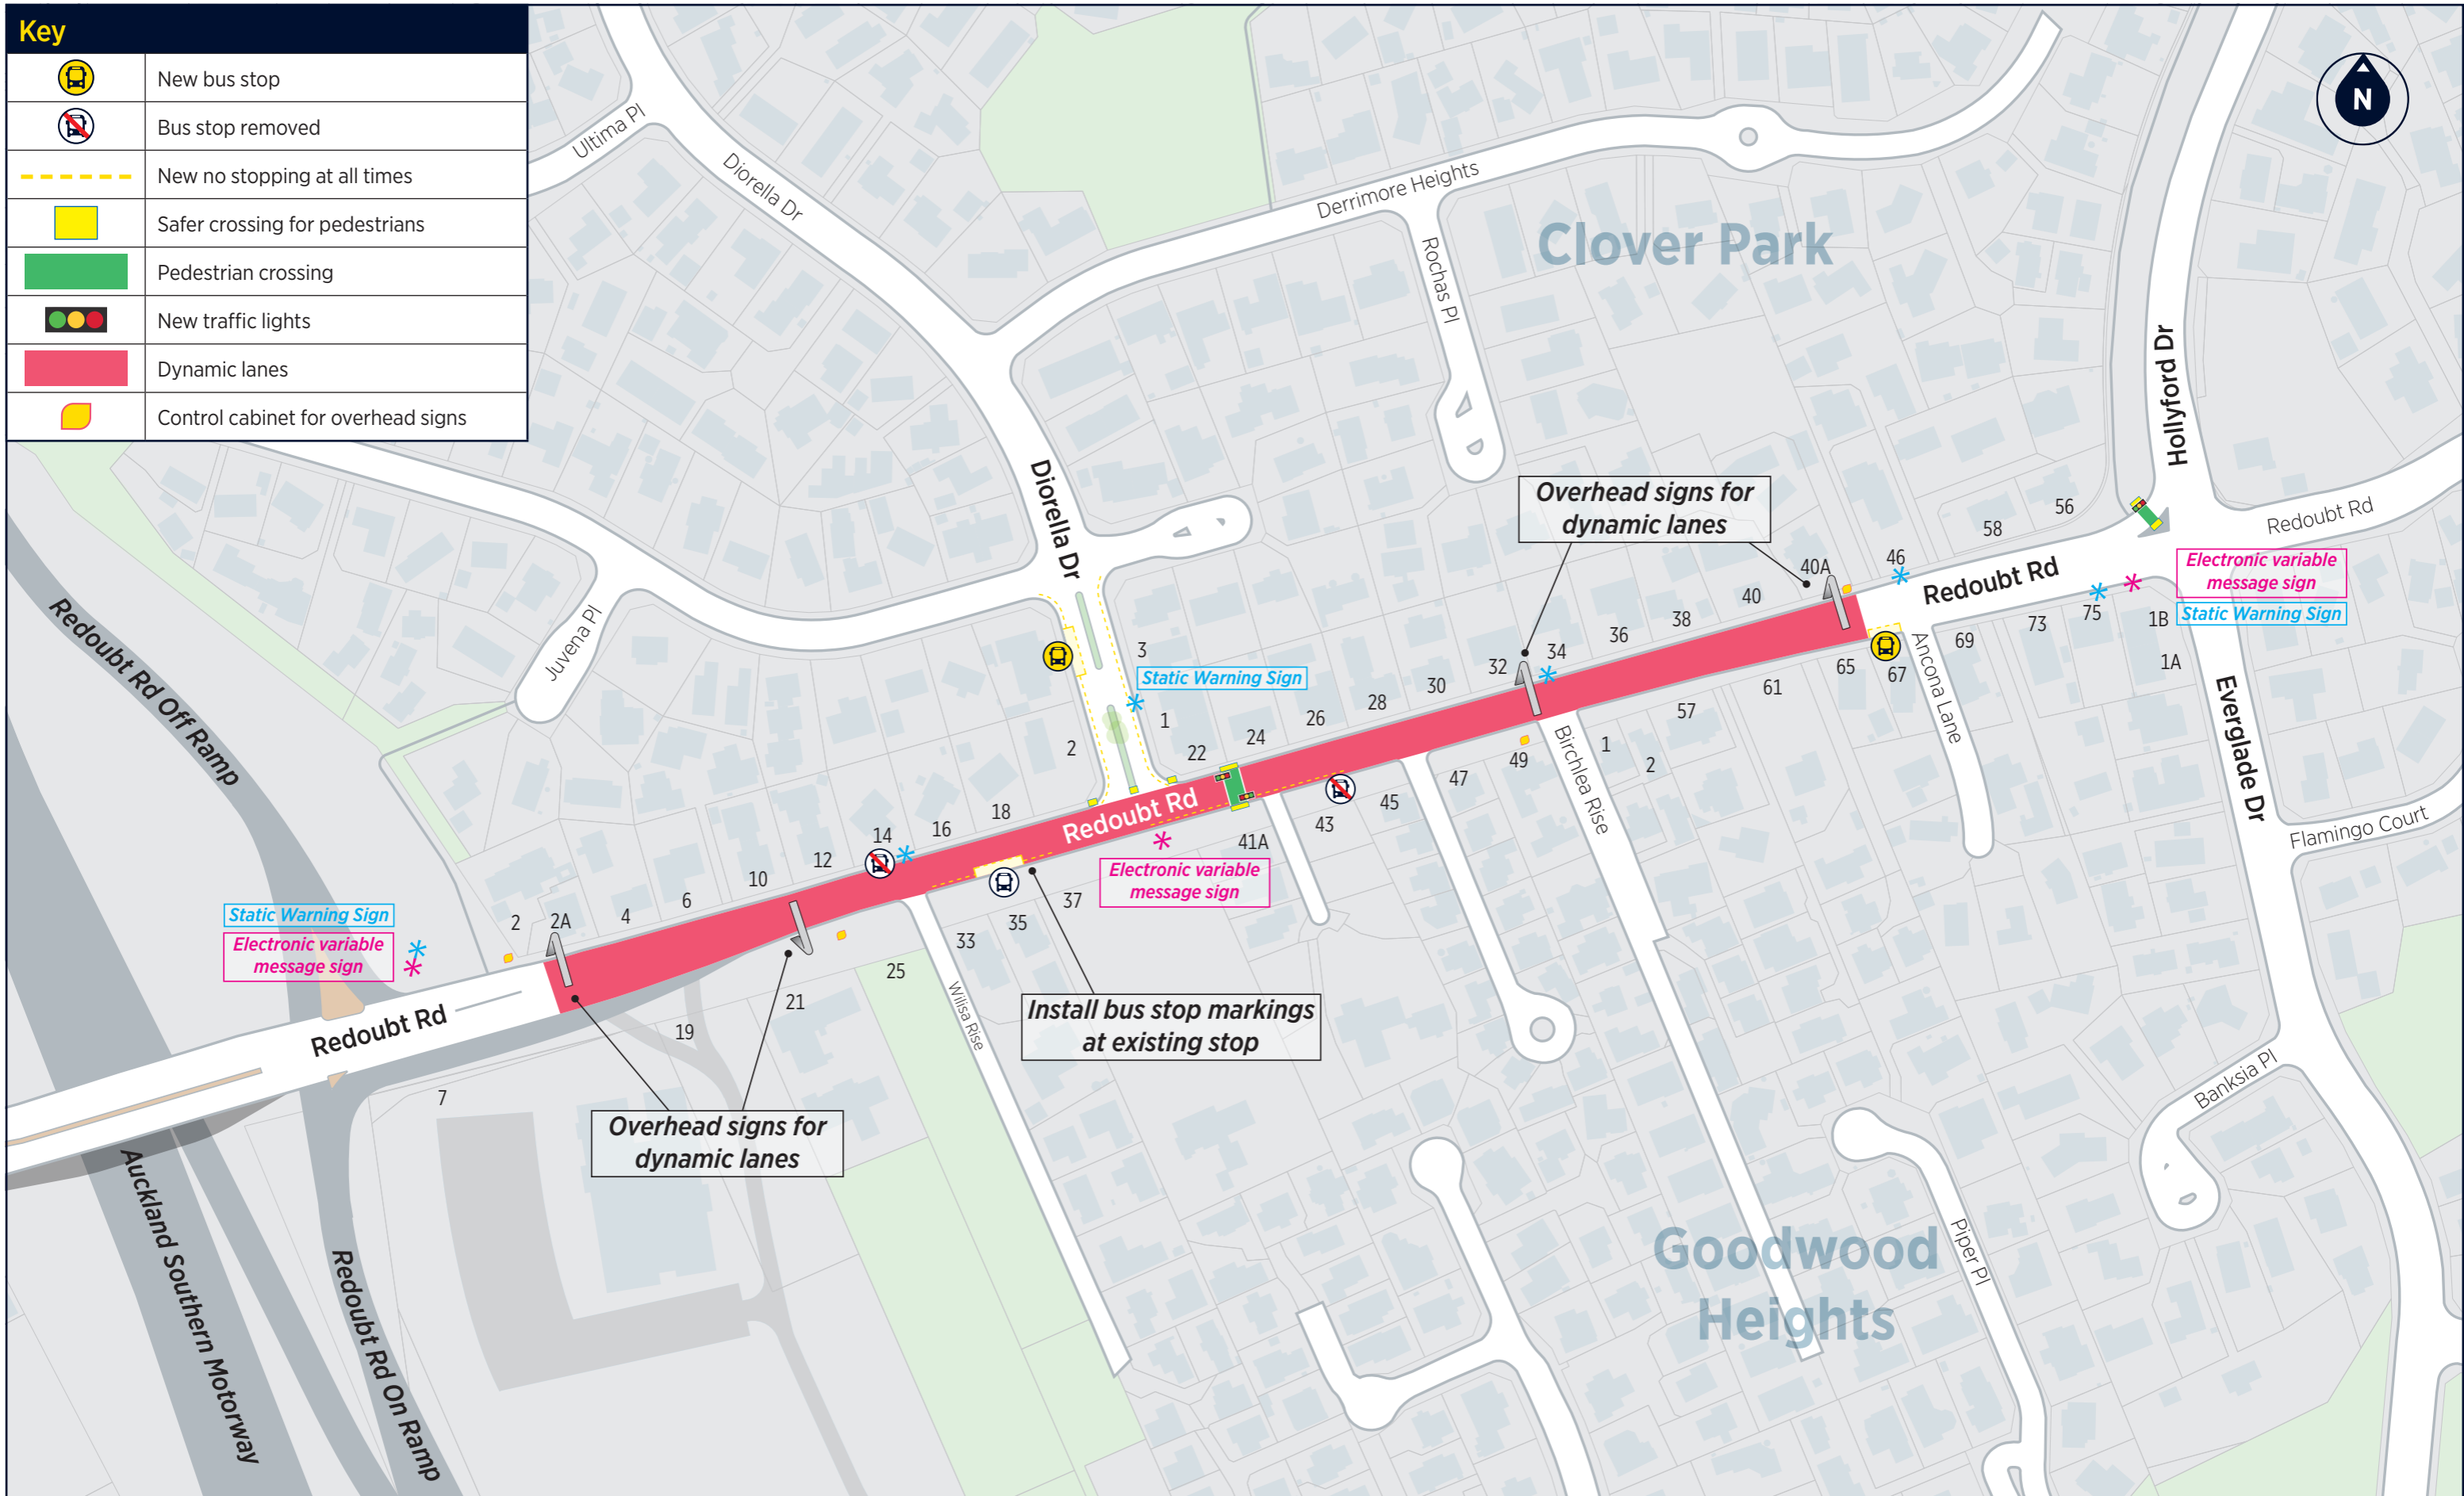 Key
New bus stop
Bus stop removed
New no stopping at all times
Safer crossing for pedestrians
Pedestrian crossing
New traffic lights
Dynamic lanes
Control cabinet for overhead signs
N
Ultima Pl
Diorella Dr
Derrimore Heights
Rochas Pl
Clover Park
Hollyford Dr
Redoubt Rd
Diorella Dr
Juvena Pl
Redoubt Rd Off Ramp
Overhead signs for
dynamic lanes
56
58
46
40A
40
38
36
34
32
30
28
26
24
22
Redoubt Rd
Electronic variable
message sign
Static Warning Sign
75
73
69
67
65
61
57
1B
1A
Ancona Lane
Everglade Dr
Flamingo Court
Banksia Pl
3
Static Warning Sign
1
2
18
16
14
12
10
6
4
2A
2
Redoubt Rd
Electronic variable
message sign
41A
43
45
47
49
1
2
Birchlea Rise
37
35
33
25
21
19
7
Wilisa Rise
Install bus stop markings
at existing stop
Static Warning Sign
Electronic variable
message sign
Redoubt Rd
Overhead signs for
dynamic lanes
Auckland Southern Motorway
Redoubt Rd On Ramp
Goodwood
Heights
Piper Pl